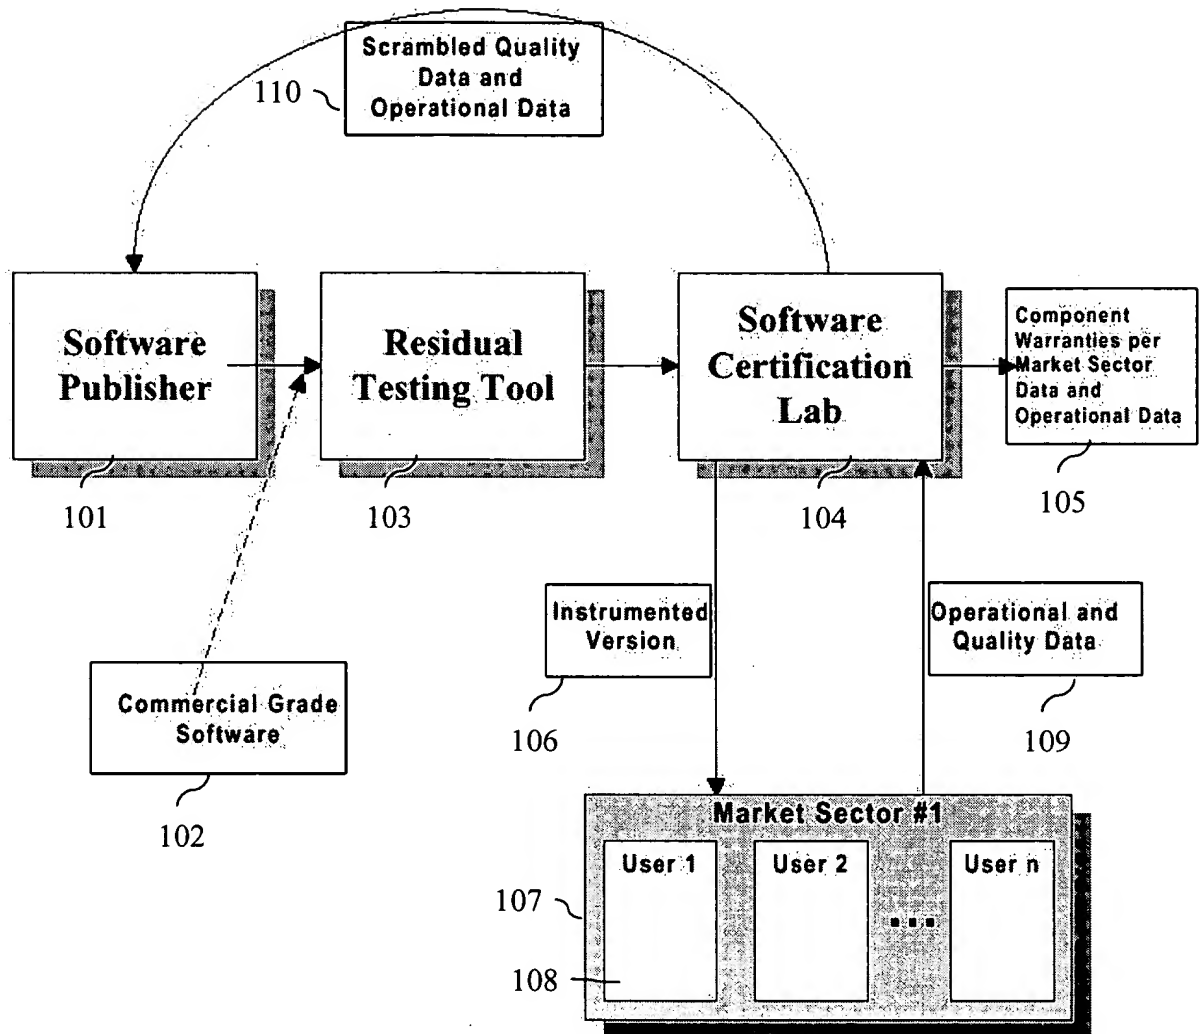 Scrambled Quality
Data and
Operational Data
110
Software
Publisher
101
Residual
Testing Tool
103
Software
Certification
Lab
104
Component
Warranties per
Market Sector
Data and
Operational Data
105
Instrumented
Version
106
Operational and
Quality Data
109
Commercial Grade
Software
102
Market Sector #1
User 1
User 2
...
User n
107
108